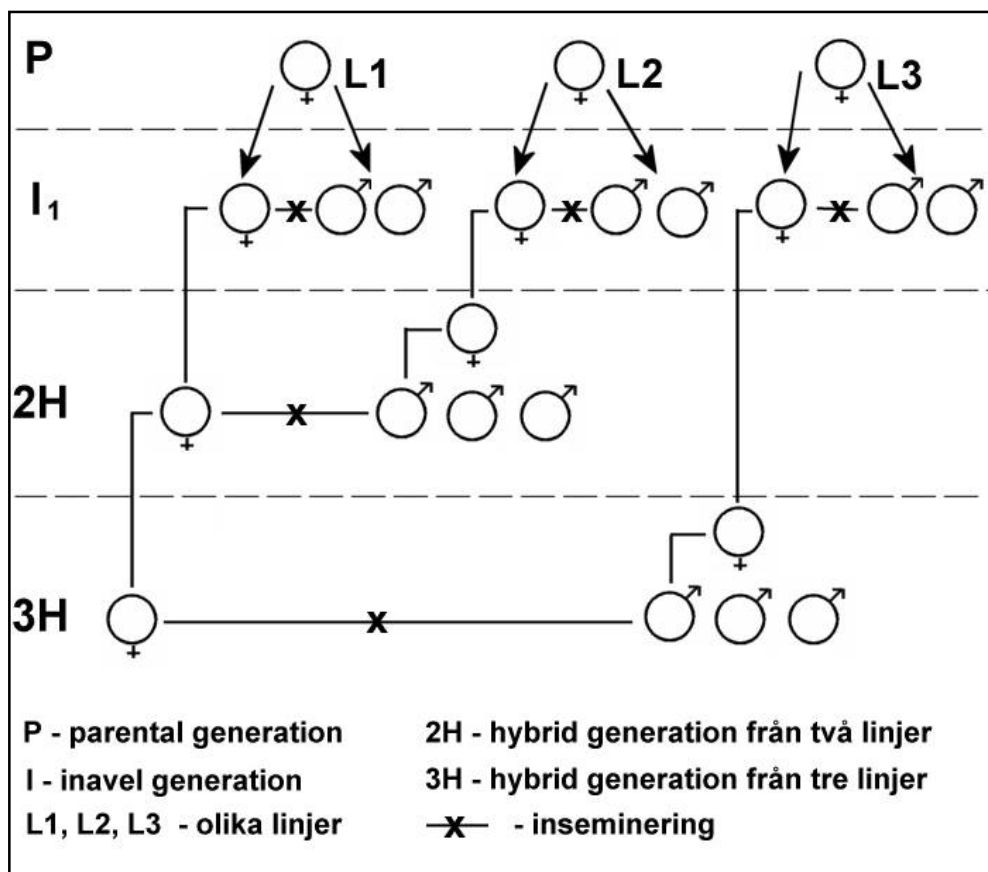 P
L1 L2 L3
I₁
2H
3H
P - parental generation
I - inavel generation
L1, L2, L3 - olika linjer
2H - hybrid generation från två linjer
3H - hybrid generation från tre linjer
x - inseminering